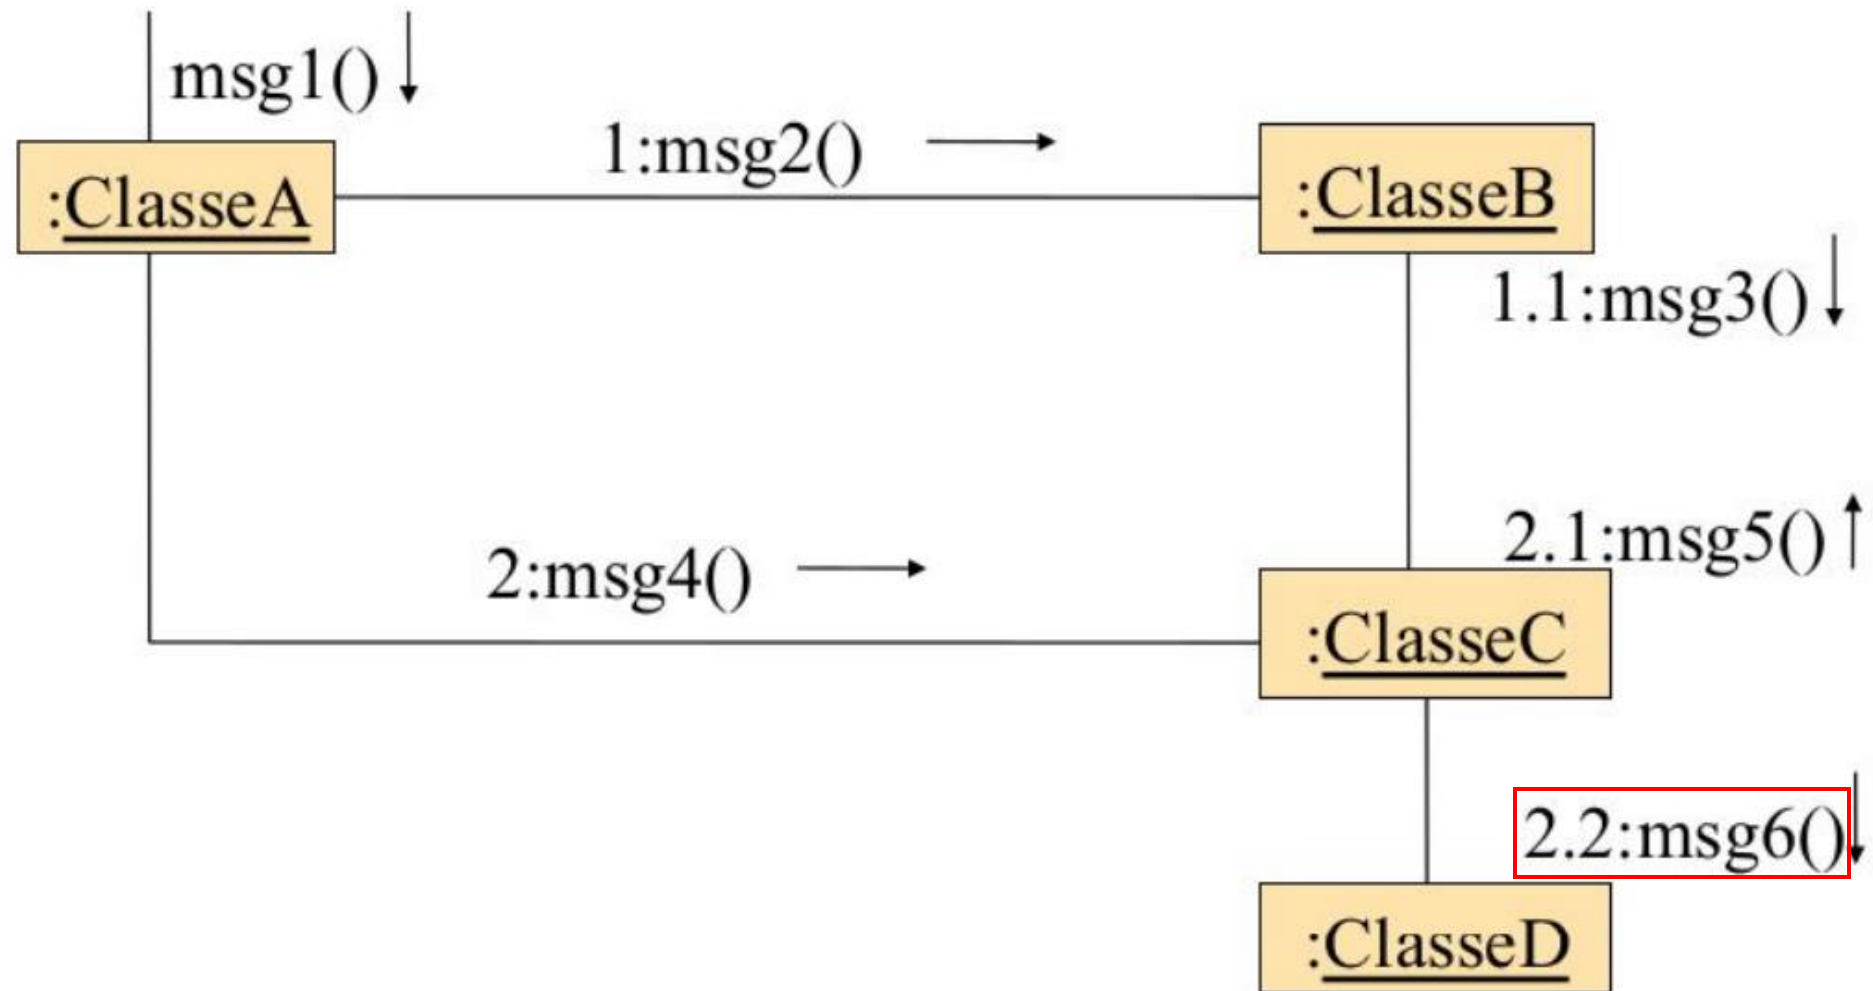 msg1()
1:msg2()
:ClasseA
:ClasseB
1.1:msg3()
2.1:msg5()
2:msg4()
:ClasseC
2.2:msg6()
:ClasseD